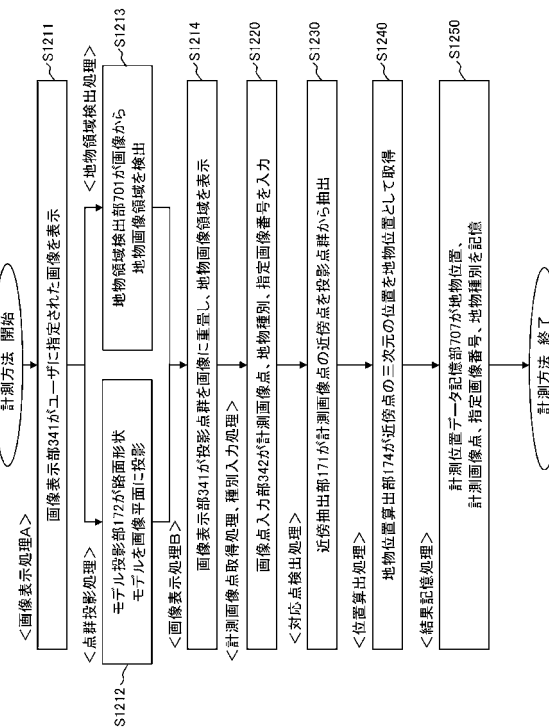 計測方法 開始
<画像表示処理A>
S1211
画像表示部341がユーザに指定された画像を表示
<点群投影処理>
S1212
モデル投影部172が路面形状
モデルを画像平面に投影
<地物領域検出処理>
S1213
地物領域検出部701が画像から
地物画像領域を検出
<画像表示処理B>
S1214
画像表示部341が投影点群を画像に重畳し、地物画像領域を表示
<計測画像点取得処理、種別入力処理>
S1220
画像点入力部342が計測画像点、地物種別、指定画像番号を入力
<対応点検出処理>
S1230
近傍抽出部171が計測画像点の近傍点を投影点群から抽出
<位置算出処理>
S1240
地物位置算出部174が近傍点の三次元の位置を地物位置として取得
<結果記憶処理>
S1250
計測位置データ記憶部707が地物位置、
計測画像点、指定画像番号、地物種別を記憶
計測方法 終了